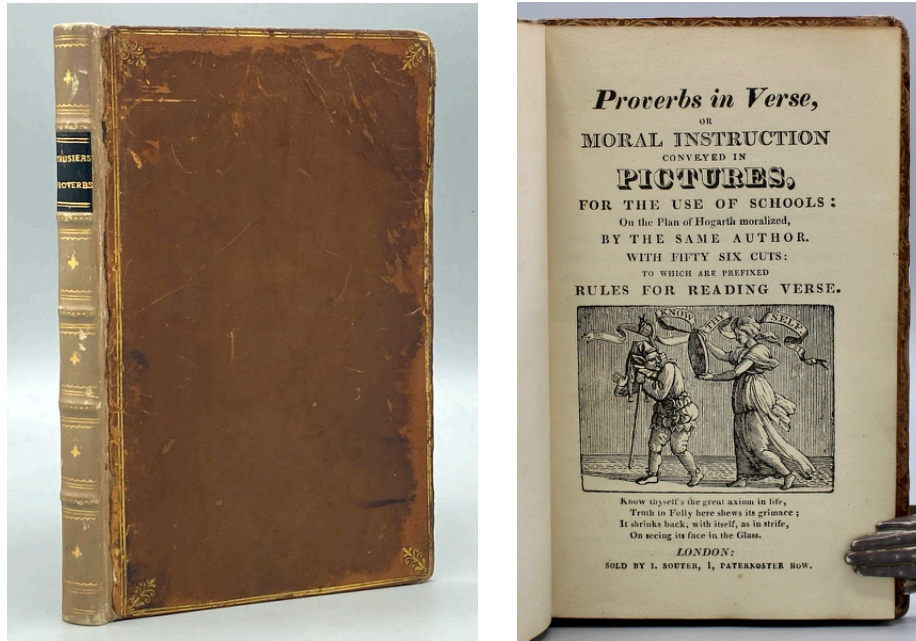 TRUSIERS
PROVERBS
Proverbs in Verse,
OR
MORAL INSTRUCTION
CONVEYED IN
PICTURES,
FOR THE USE OF SCHOOLS:
On the Plan of Hogarth moralized,
BY THE SAME AUTHOR.
WITH FIFTY SIX CUTS:
TO WHICH ARE PREFIXED
RULES FOR READING VERSE.
KNOW THY SELF
Know thyself's the great axiom in life,
Truth to Folly here shews its grimace;
It shrinks back, with itself, as in strife,
On seeing its face in the Glass.
LONDON:
SOLD BY I. SOUTER, 1, PATERNOSTER ROW.